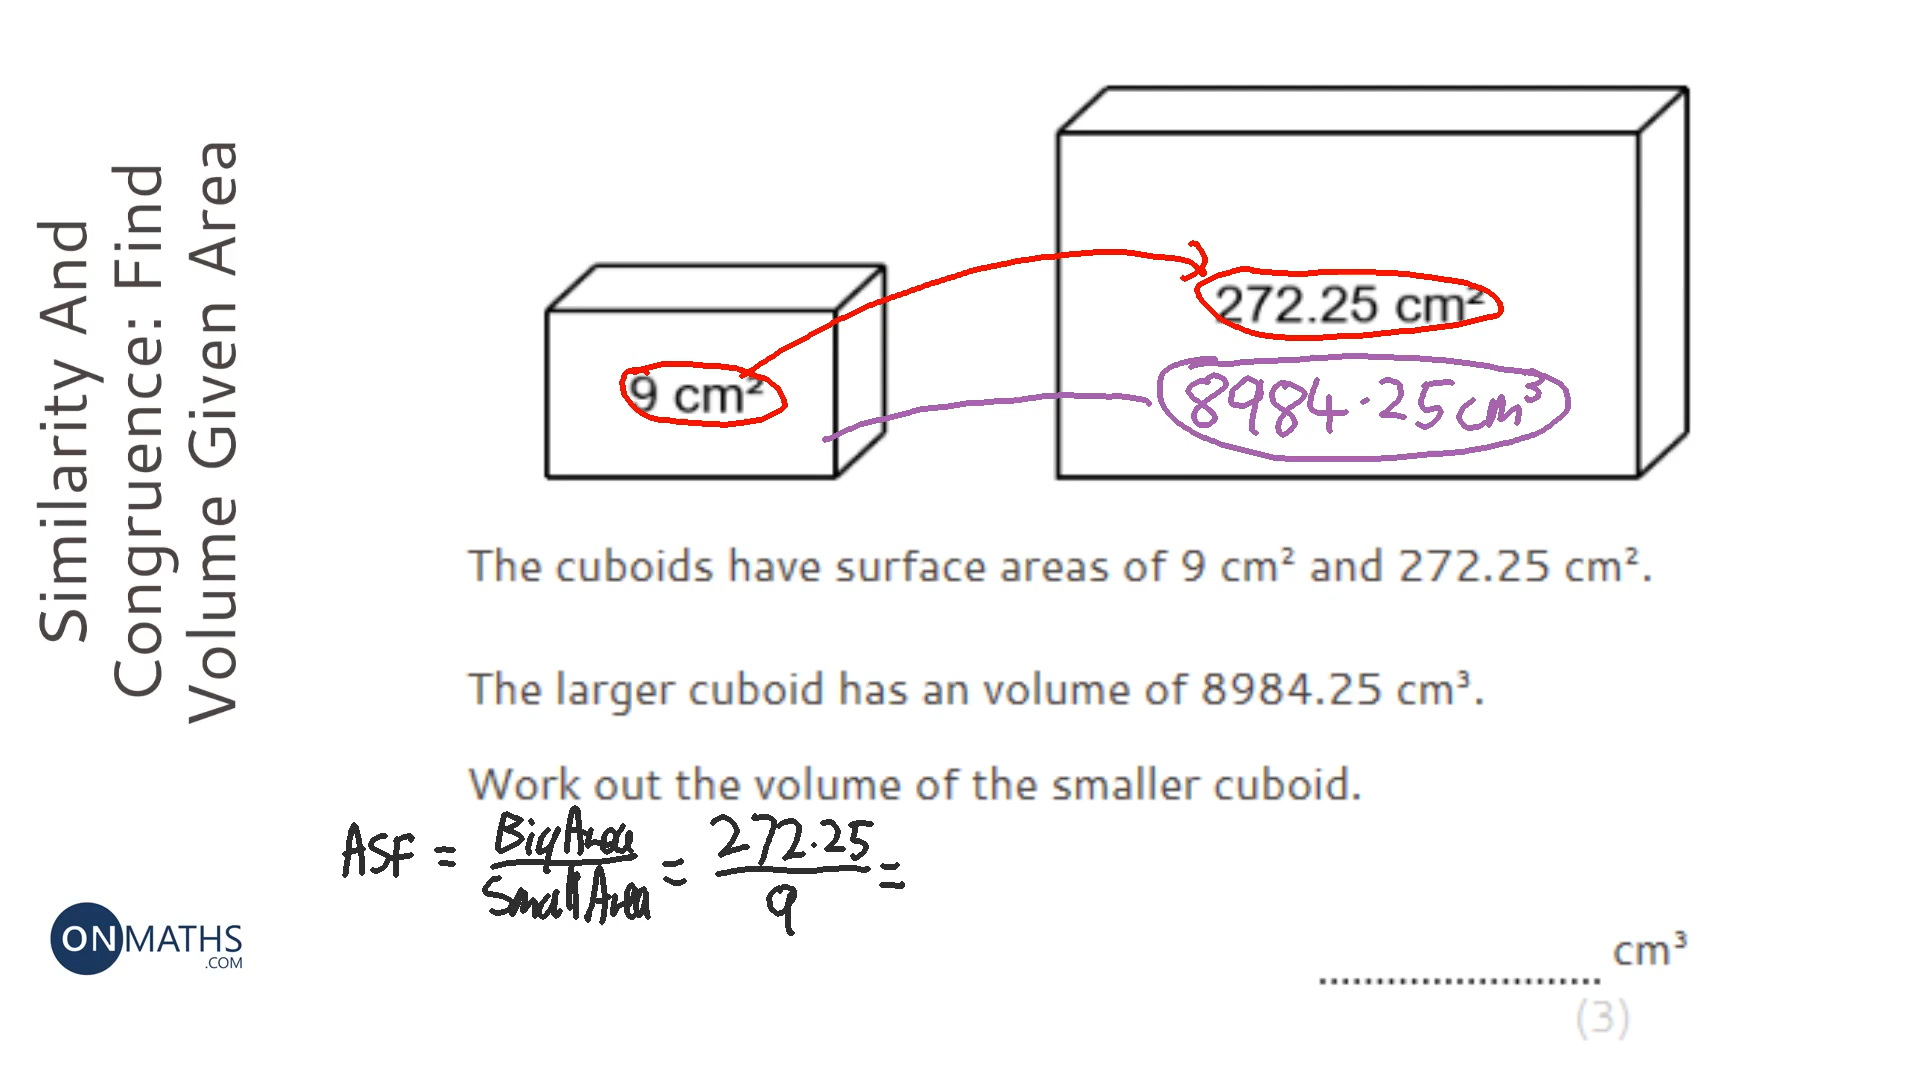 Similarity And
Congruence: Find
Volume Given Area
9 cm²
272.25 cm²
8984.25cm³
The cuboids have surface areas of 9 cm² and 272.25 cm².
The larger cuboid has an volume of 8984.25 cm³.
Work out the volume of the smaller cuboid.
ASF = Big Area / Small Area = 272.25 / 9 =
ONMATHS
.COM
.............................. cm³
(3)